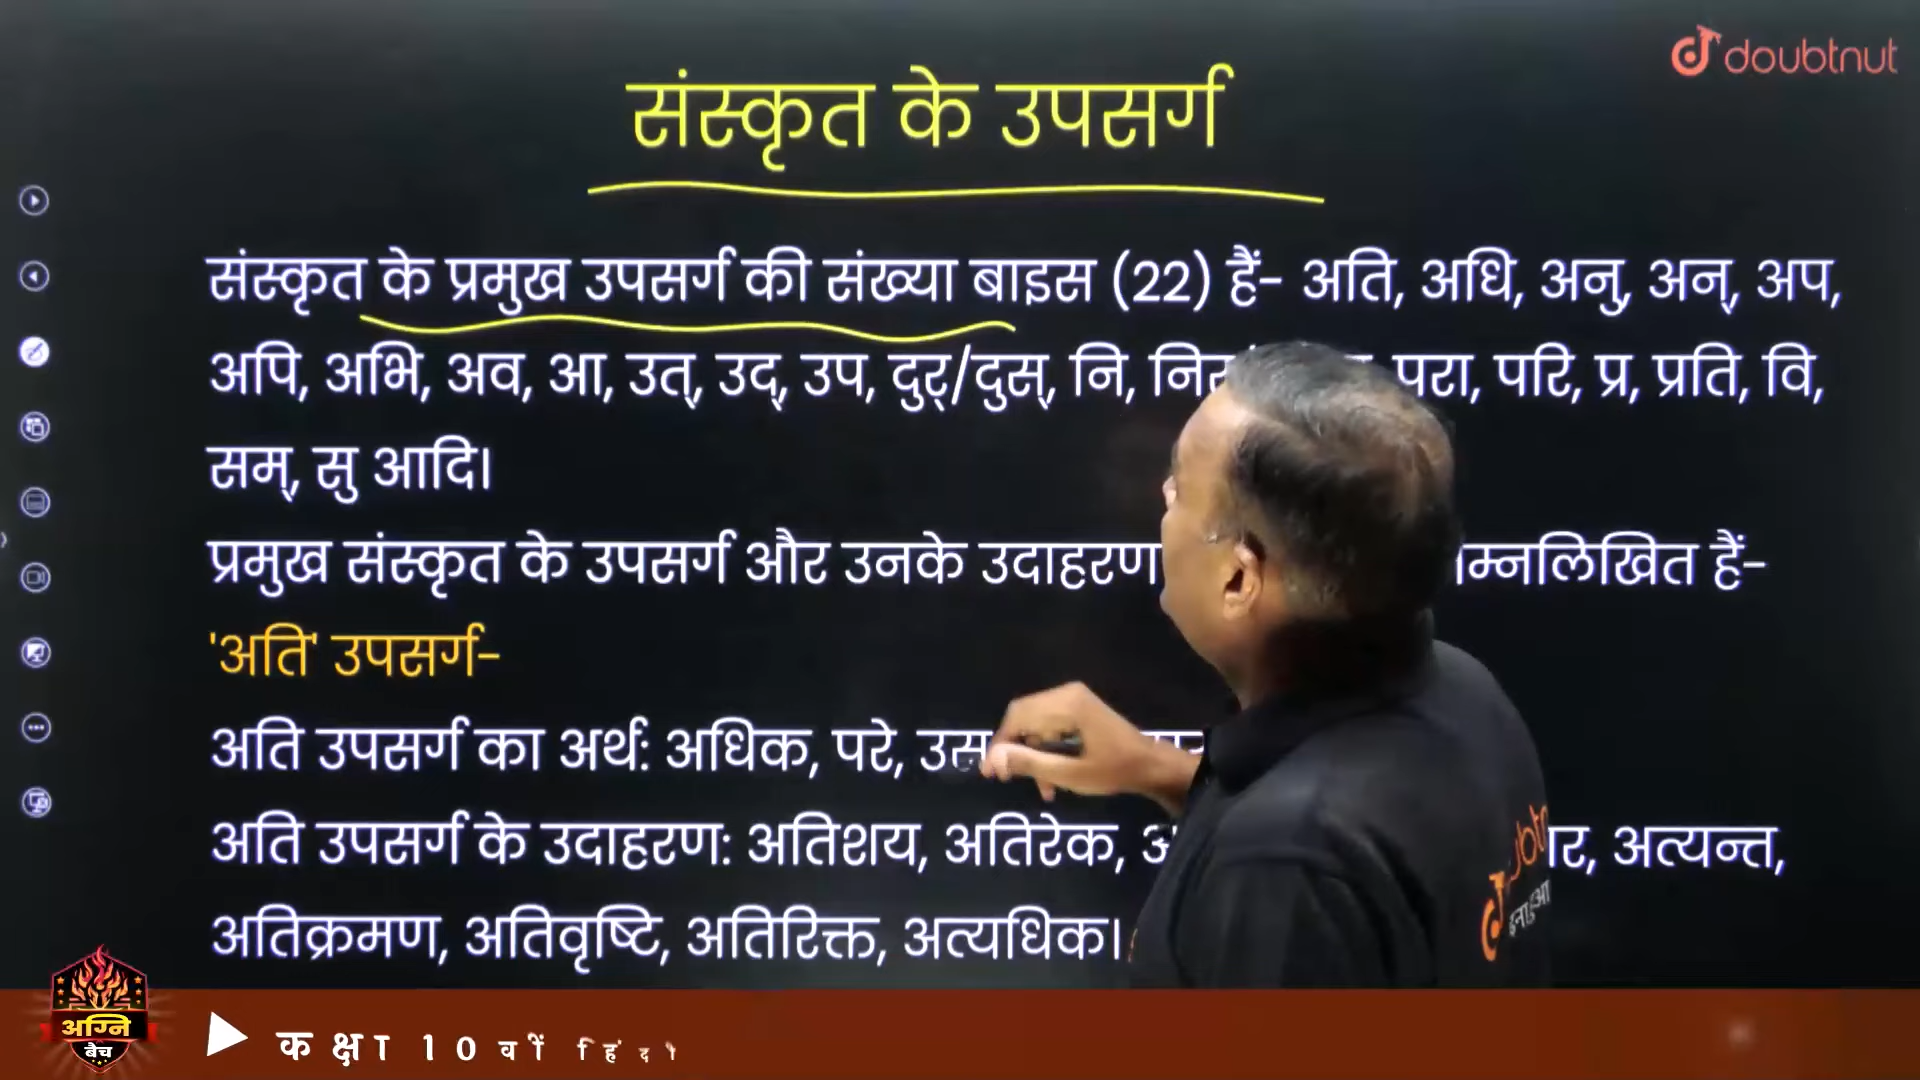 doubtnut
संस्कृत के उपसर्ग
संस्कृत के प्रमुख उपसर्ग की संख्या बाइस (22) हैं- अति, अधि, अनु, अन्, अप,
अपि, अभि, अव, आ, उत्, उद्, उप, दुर्/दुस्, नि, परा, परि, प्र, प्रति, वि,
सम्, सु आदि।
प्रमुख संस्कृत के उपसर्ग और उनके उदाहरण हैं-
'अति' उपसर्ग-
अति उपसर्ग का अर्थ: अधिक, परे,
अति उपसर्ग के उदाहरण: अतिशय, अतिरेक, अत्यन्त,
अतिक्रमण, अतिवृष्टि, अतिरिक्त, अत्यधिक।
अग्नि
बैच
कक्षा 10वीं हिंदी